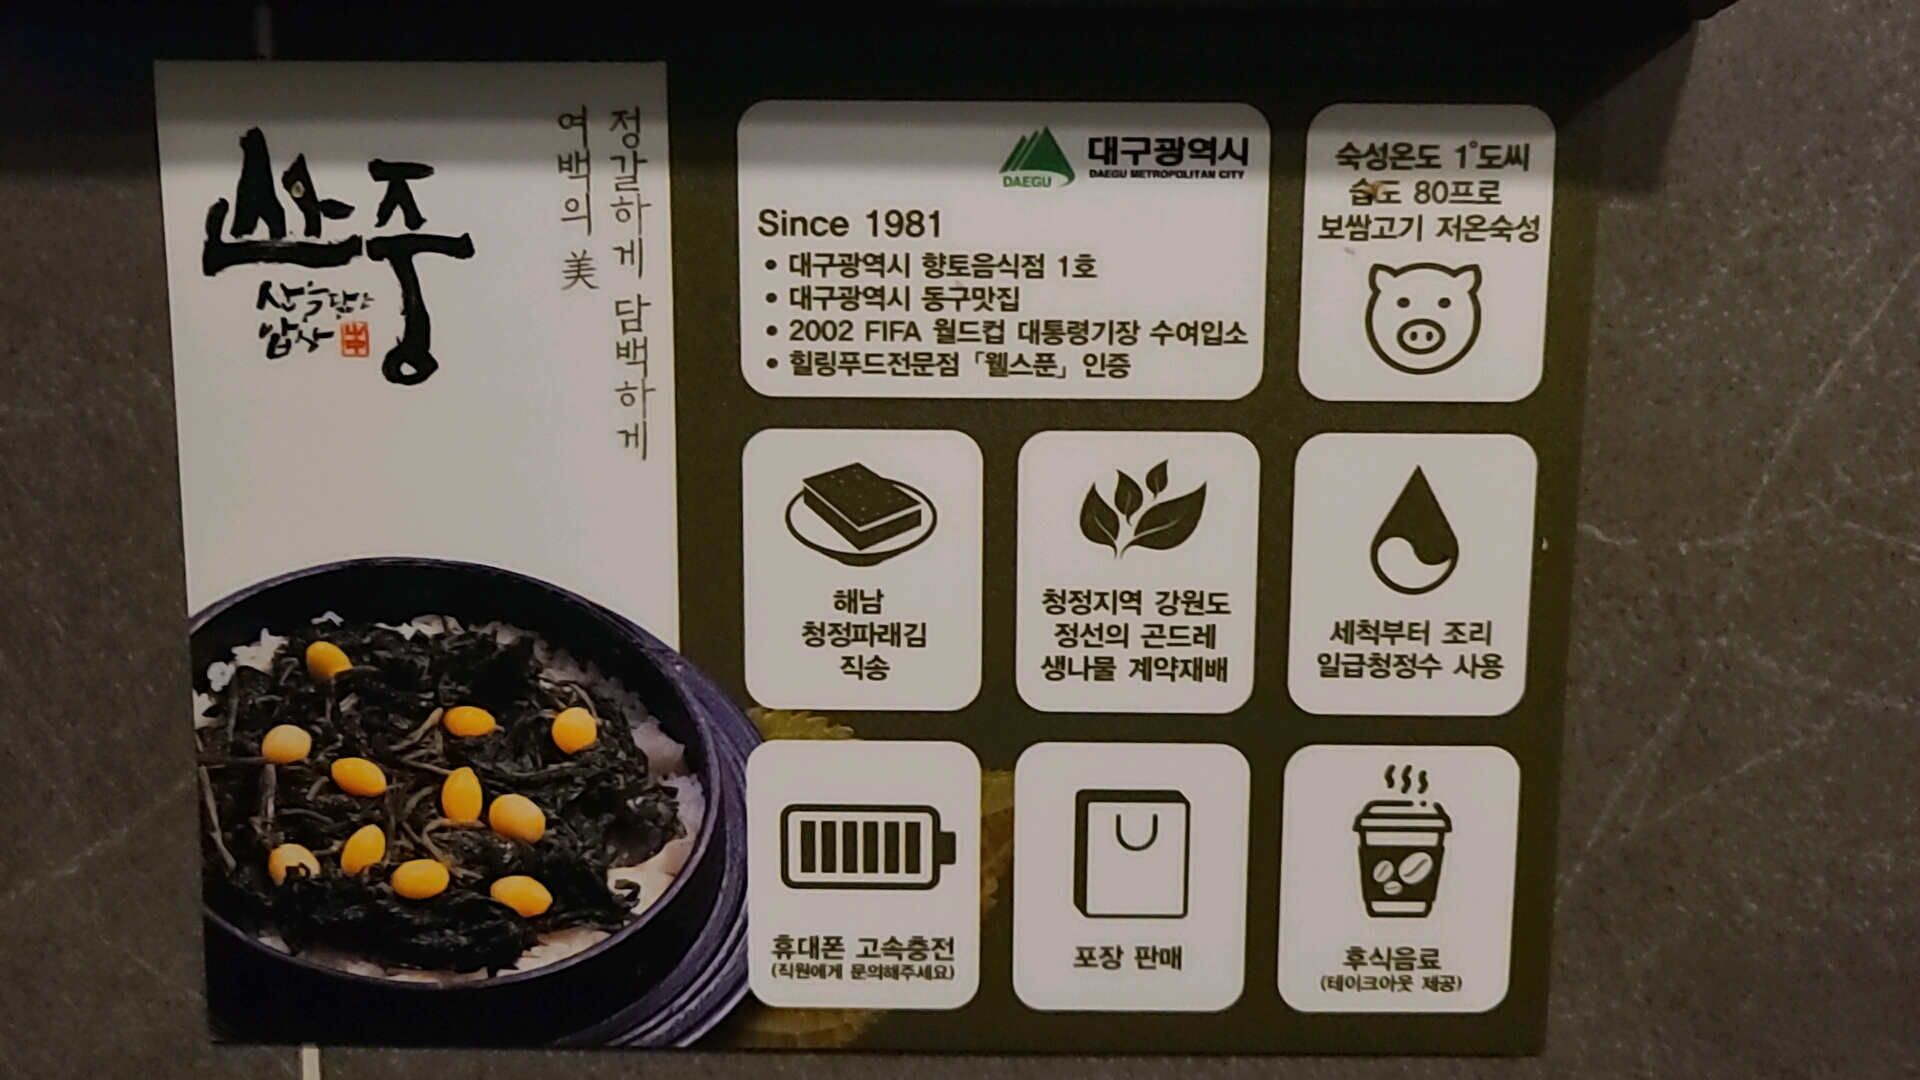 산중
산을 담은
밥상
정갈하게 담백하게
여백의 美
DAEGU
대구광역시
DAEGU METROPOLITAN CITY
Since 1981
• 대구광역시 향토음식점 1호
• 대구광역시 동구맛집
• 2002 FIFA 월드컵 대통령기장 수여입소
• 힐링푸드전문점 「웰스푼」 인증
숙성온도 1°도씨
습도 80프로
보쌈고기 저온숙성
해남
청정파래김
직송
청정지역 강원도
정선의 곤드레
생나물 계약재배
세척부터 조리
일급청정수 사용
휴대폰 고속충전
(직원에게 문의해주세요)
포장 판매
후식음료
(테이크아웃 제공)